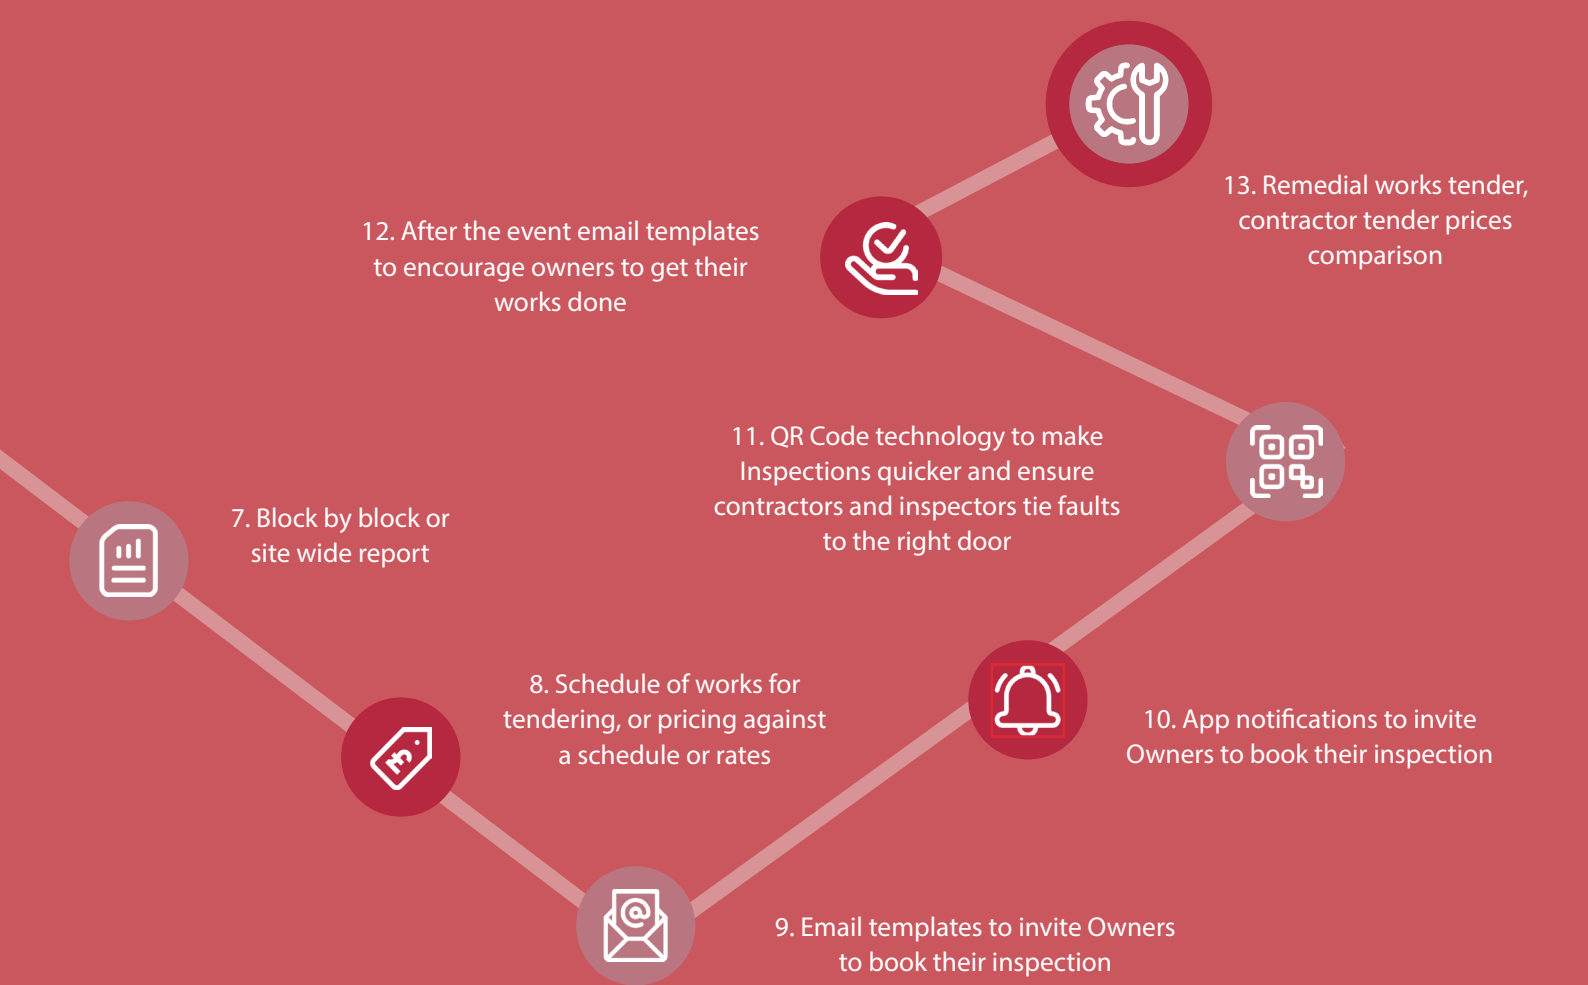 7. Block by block or
site wide report
8. Schedule of works for
tendering, or pricing against
a schedule or rates
9. Email templates to invite Owners
to book their inspection
10. App notifications to invite
Owners to book their inspection
11. QR Code technology to make
Inspections quicker and ensure
contractors and inspectors tie faults
to the right door
12. After the event email templates
to encourage owners to get their
works done
13. Remedial works tender,
contractor tender prices
comparison